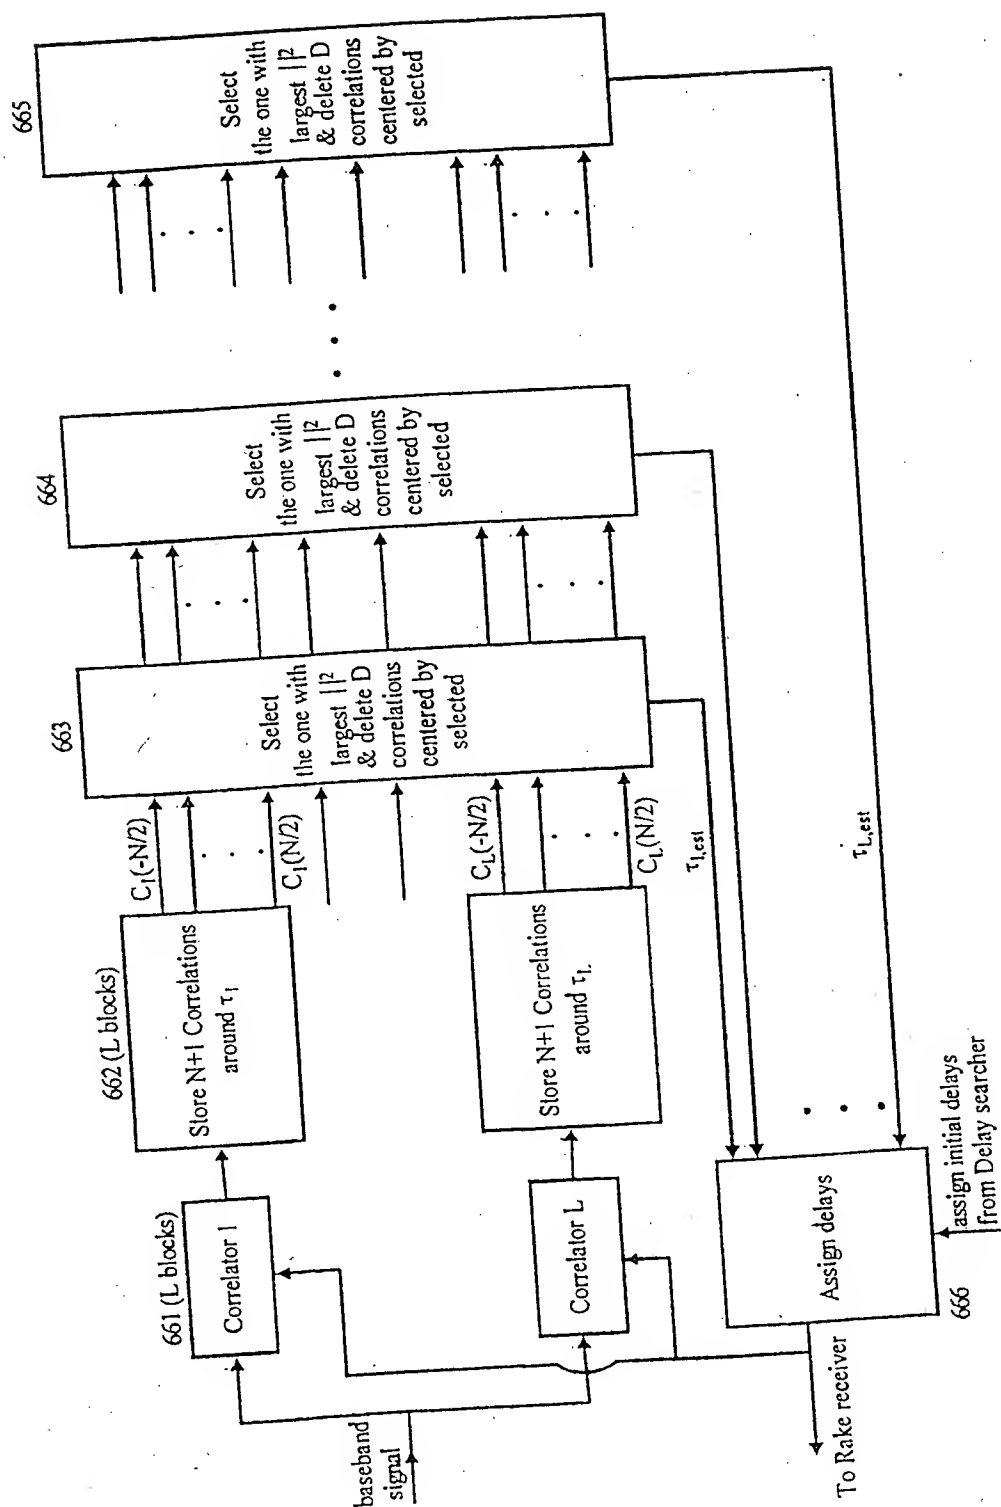 baseband
signal
661 (L blocks)
Correlator 1
Correlator L
662 (L blocks)
Store N+1 Correlations
around τ1
Store N+1 Correlations
around τL
C1(-N/2)
C1(N/2)
CL(-N/2)
CL(N/2)
663
Select
the one with
largest ||²
& delete D
correlations
centered by
selected
664
Select
the one with
largest ||²
& delete D
correlations
centered by
selected
665
Select
the one with
largest ||²
& delete D
correlations
centered by
selected
τ1,est
τL,est
Assign delays
666
assign initial delays
from Delay searcher
To Rake receiver